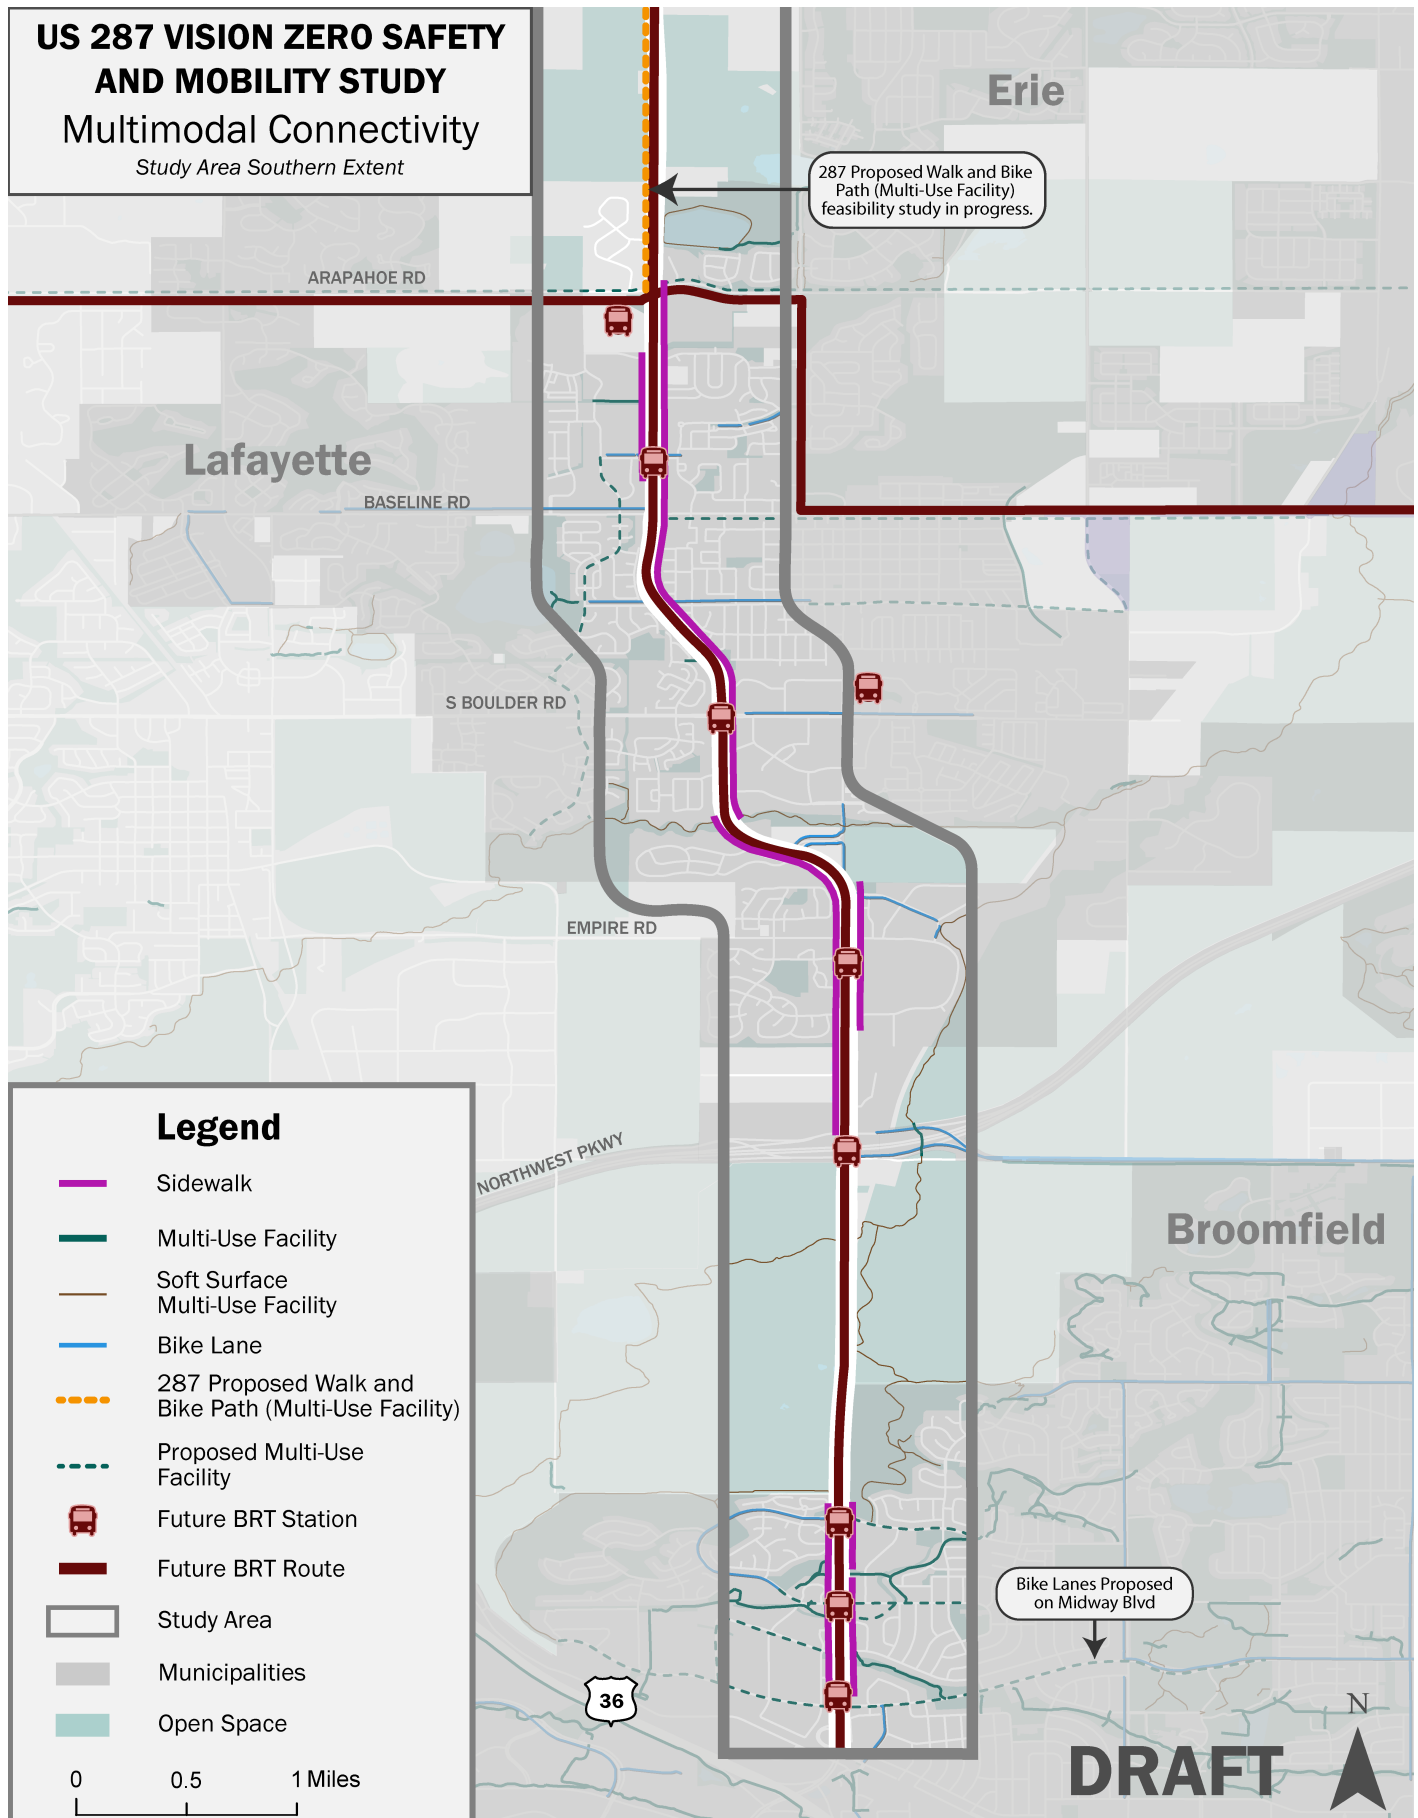 US 287 VISION ZERO SAFETY
AND MOBILITY STUDY
Multimodal Connectivity
Study Area Southern Extent
Erie
287 Proposed Walk and Bike
Path (Multi-Use Facility)
feasibility study in progress.
ARAPAHOE RD
Lafayette
BASELINE RD
S BOULDER RD
EMPIRE RD
NORTHWEST PKWY
Broomfield
Bike Lanes Proposed
on Midway Blvd
36
Legend
Sidewalk
Multi-Use Facility
Soft Surface
Multi-Use Facility
Bike Lane
287 Proposed Walk and
Bike Path (Multi-Use Facility)
Proposed Multi-Use
Facility
Future BRT Station
Future BRT Route
Study Area
Municipalities
Open Space
0 0.5 1 Miles
N
DRAFT